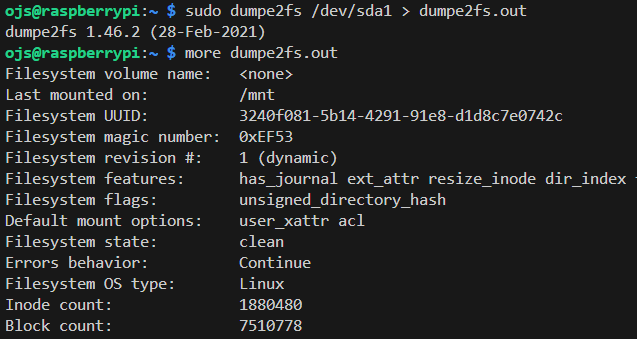 ojs@raspberrypi:~ $ sudo dumpe2fs /dev/sda1 > dumpe2fs.out
dumpe2fs 1.46.2 (28-Feb-2021)
ojs@raspberrypi:~ $ more dumpe2fs.out
Filesystem volume name:   <none>
Last mounted on:          /mnt
Filesystem UUID:          3240f081-5b14-4291-91e8-d1d8c7e0742c
Filesystem magic number:  0xEF53
Filesystem revision #:    1 (dynamic)
Filesystem features:      has_journal ext_attr resize_inode dir_index
Filesystem flags:         unsigned_directory_hash
Default mount options:    user_xattr acl
Filesystem state:         clean
Errors behavior:          Continue
Filesystem OS type:       Linux
Inode count:              1880480
Block count:              7510778